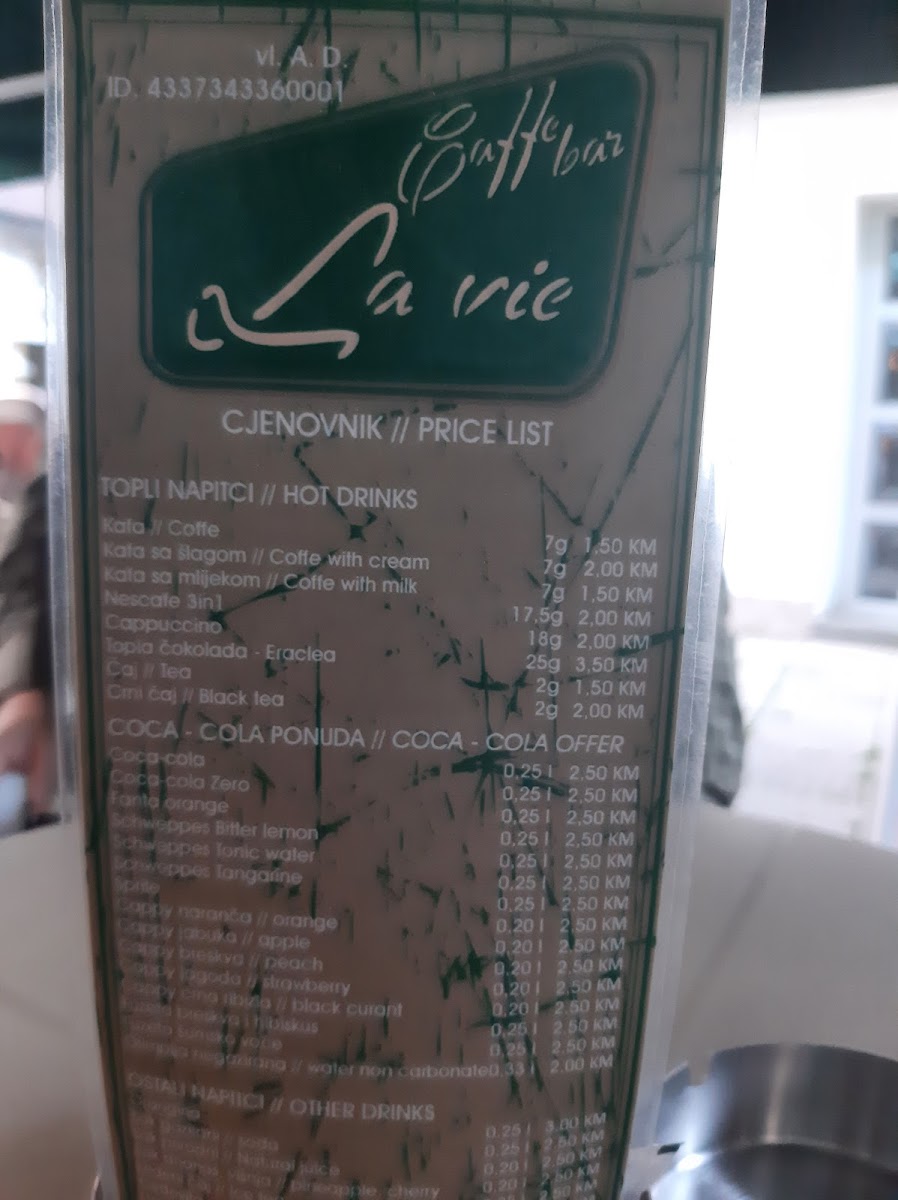 vl. A. D.
ID. 4337343360001
Caffe bar
La vie
CJENOVNIK // PRICE LIST
TOPLI NAPITCI // HOT DRINKS
Kafa // Coffe 7g 1,50 KM
Kafa sa šlagom // Coffe with cream 7g 2,00 KM
Kafa sa mlijekom // Coffe with milk 7g 1,50 KM
Nescafe 3in1 17,5g 2,00 KM
Cappuccino 18g 2,00 KM
Topla čokolada - Eraclea 25g 3,50 KM
Čaj // Tea 2g 1,50 KM
Crni čaj // Black tea 2g 2,00 KM
COCA - COLA PONUDA // COCA - COLA OFFER
Coca-cola 0,25 l 2,50 KM
Coca-cola Zero 0,25 l 2,50 KM
Fanta orange 0,25 l 2,50 KM
Schweppes Bitter lemon 0,25 l 2,50 KM
Schweppes Tonic water 0,25 l 2,50 KM
Schweppes Tangarine 0,25 l 2,50 KM
Sprite 0,25 l 2,50 KM
Cappy naranča // orange 0,20 l 2,50 KM
Cappy jabuka // apple 0,20 l 2,50 KM
Cappy breskva // peach 0,20 l 2,50 KM
Cappy jagoda // strawberry 0,20 l 2,50 KM
Cappy crna ribizla // black curant 0,20 l 2,50 KM
breskva i hibiskus 0,25 l 2,50 KM
šumsko voće 0,25 l 2,50 KM
negazirana // water non carbonate 0,33 l 2,00 KM
OSTALI NAPITCI // OTHER DRINKS
0,25 l 3,00 KM
// soda 0,25 l 2,50 KM
// Natural juice 0,20 l 2,50 KM
// pineapple, cherry